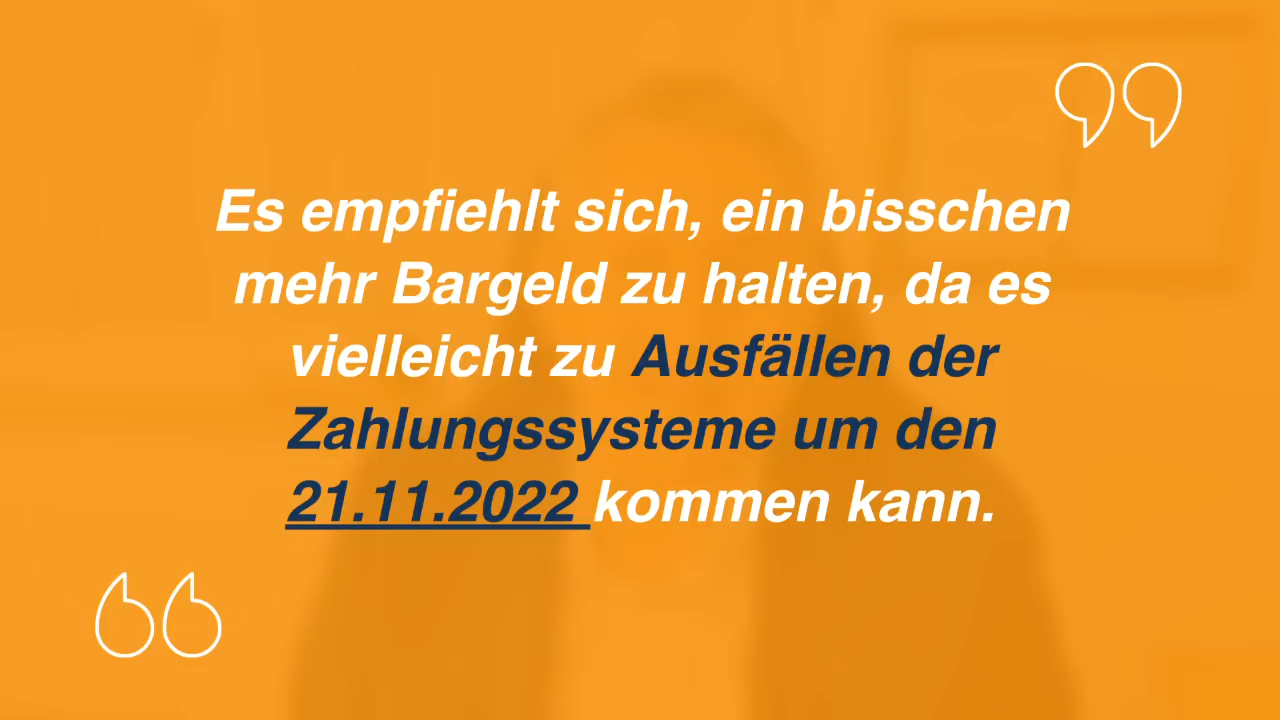 Es empfiehlt sich, ein bisschen
mehr Bargeld zu halten, da es
vielleicht zu Ausfällen der
Zahlungssysteme um den
21.11.2022 kommen kann.